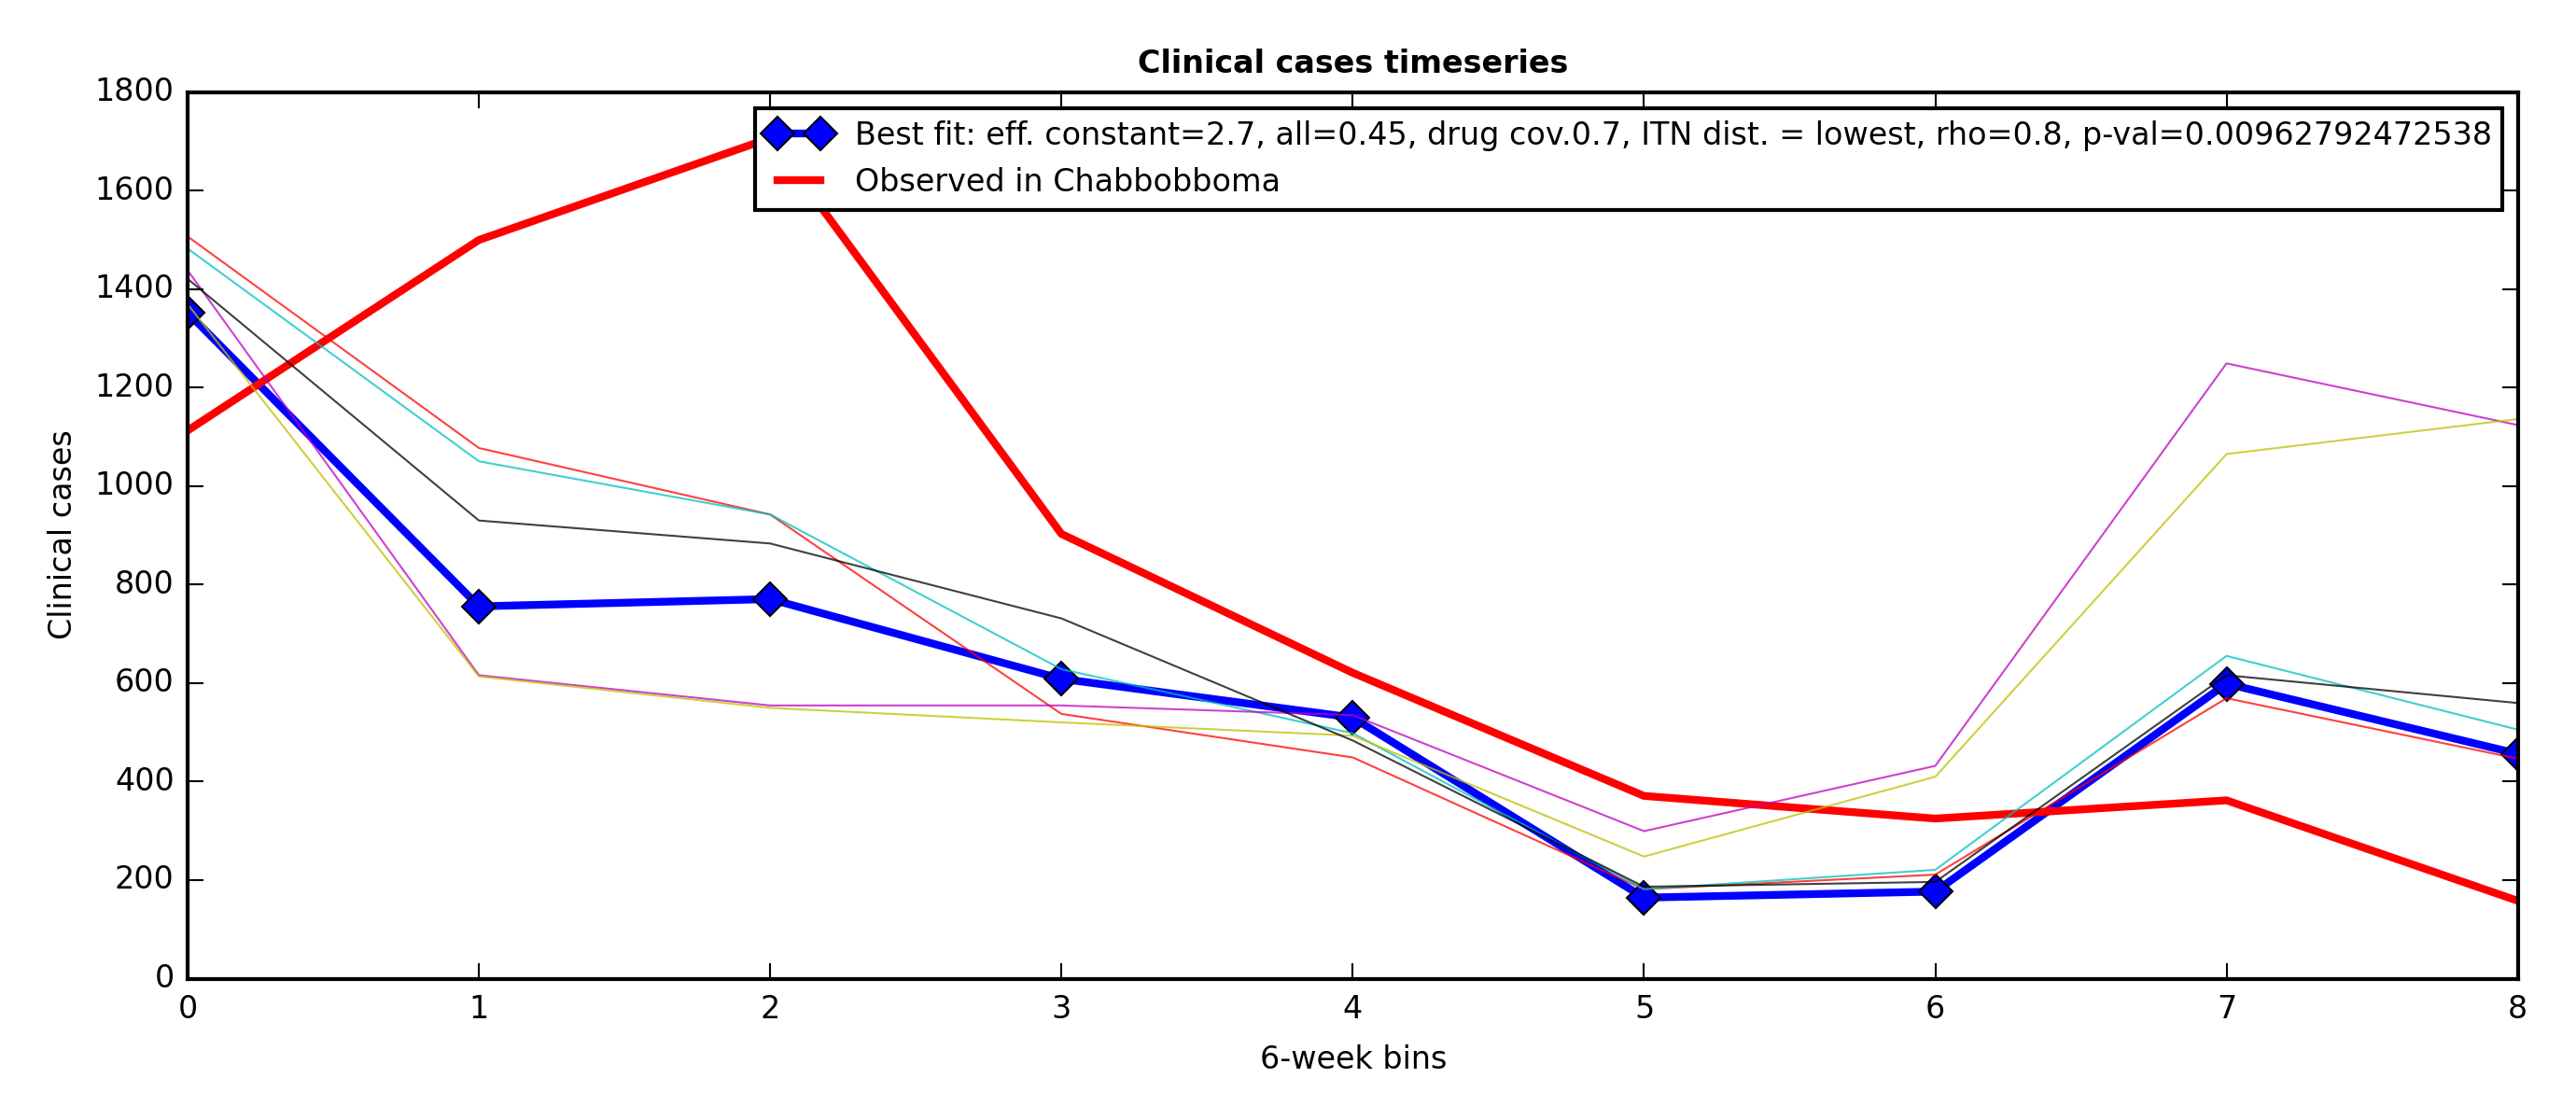 Clinical cases timeseries
Best fit: eff. constant=2.7, all=0.45, drug cov.0.7, ITN dist. = lowest, rho=0.8, p-val=0.00962792472538
Observed in Chabbobboma
1800
1600
1400
1200
1000
800
600
400
200
0
Clinical cases
0 1 2 3 4 5 6 7 8
6-week bins